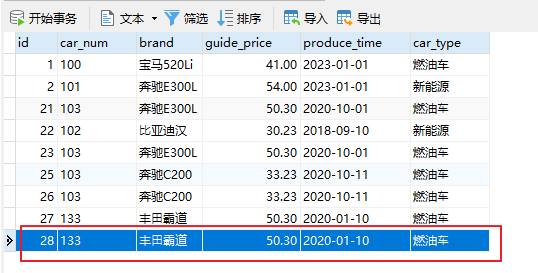 开始事务 文本 筛选 排序 导入 导出
id car_num brand guide_price produce_time car_type
1 100 宝马520Li 41.00 2023-01-01 燃油车
2 101 奔驰E300L 54.00 2023-01-01 新能源
21 103 奔驰E300L 50.30 2020-10-01 燃油车
22 102 比亚迪汉 30.23 2018-09-10 新能源
23 103 奔驰E300L 50.30 2020-10-01 燃油车
25 103 奔驰C200 33.23 2020-10-11 燃油车
26 103 奔驰C200 33.23 2020-10-11 燃油车
27 133 丰田霸道 50.30 2020-01-10 燃油车
28 133 丰田霸道 50.30 2020-01-10 燃油车